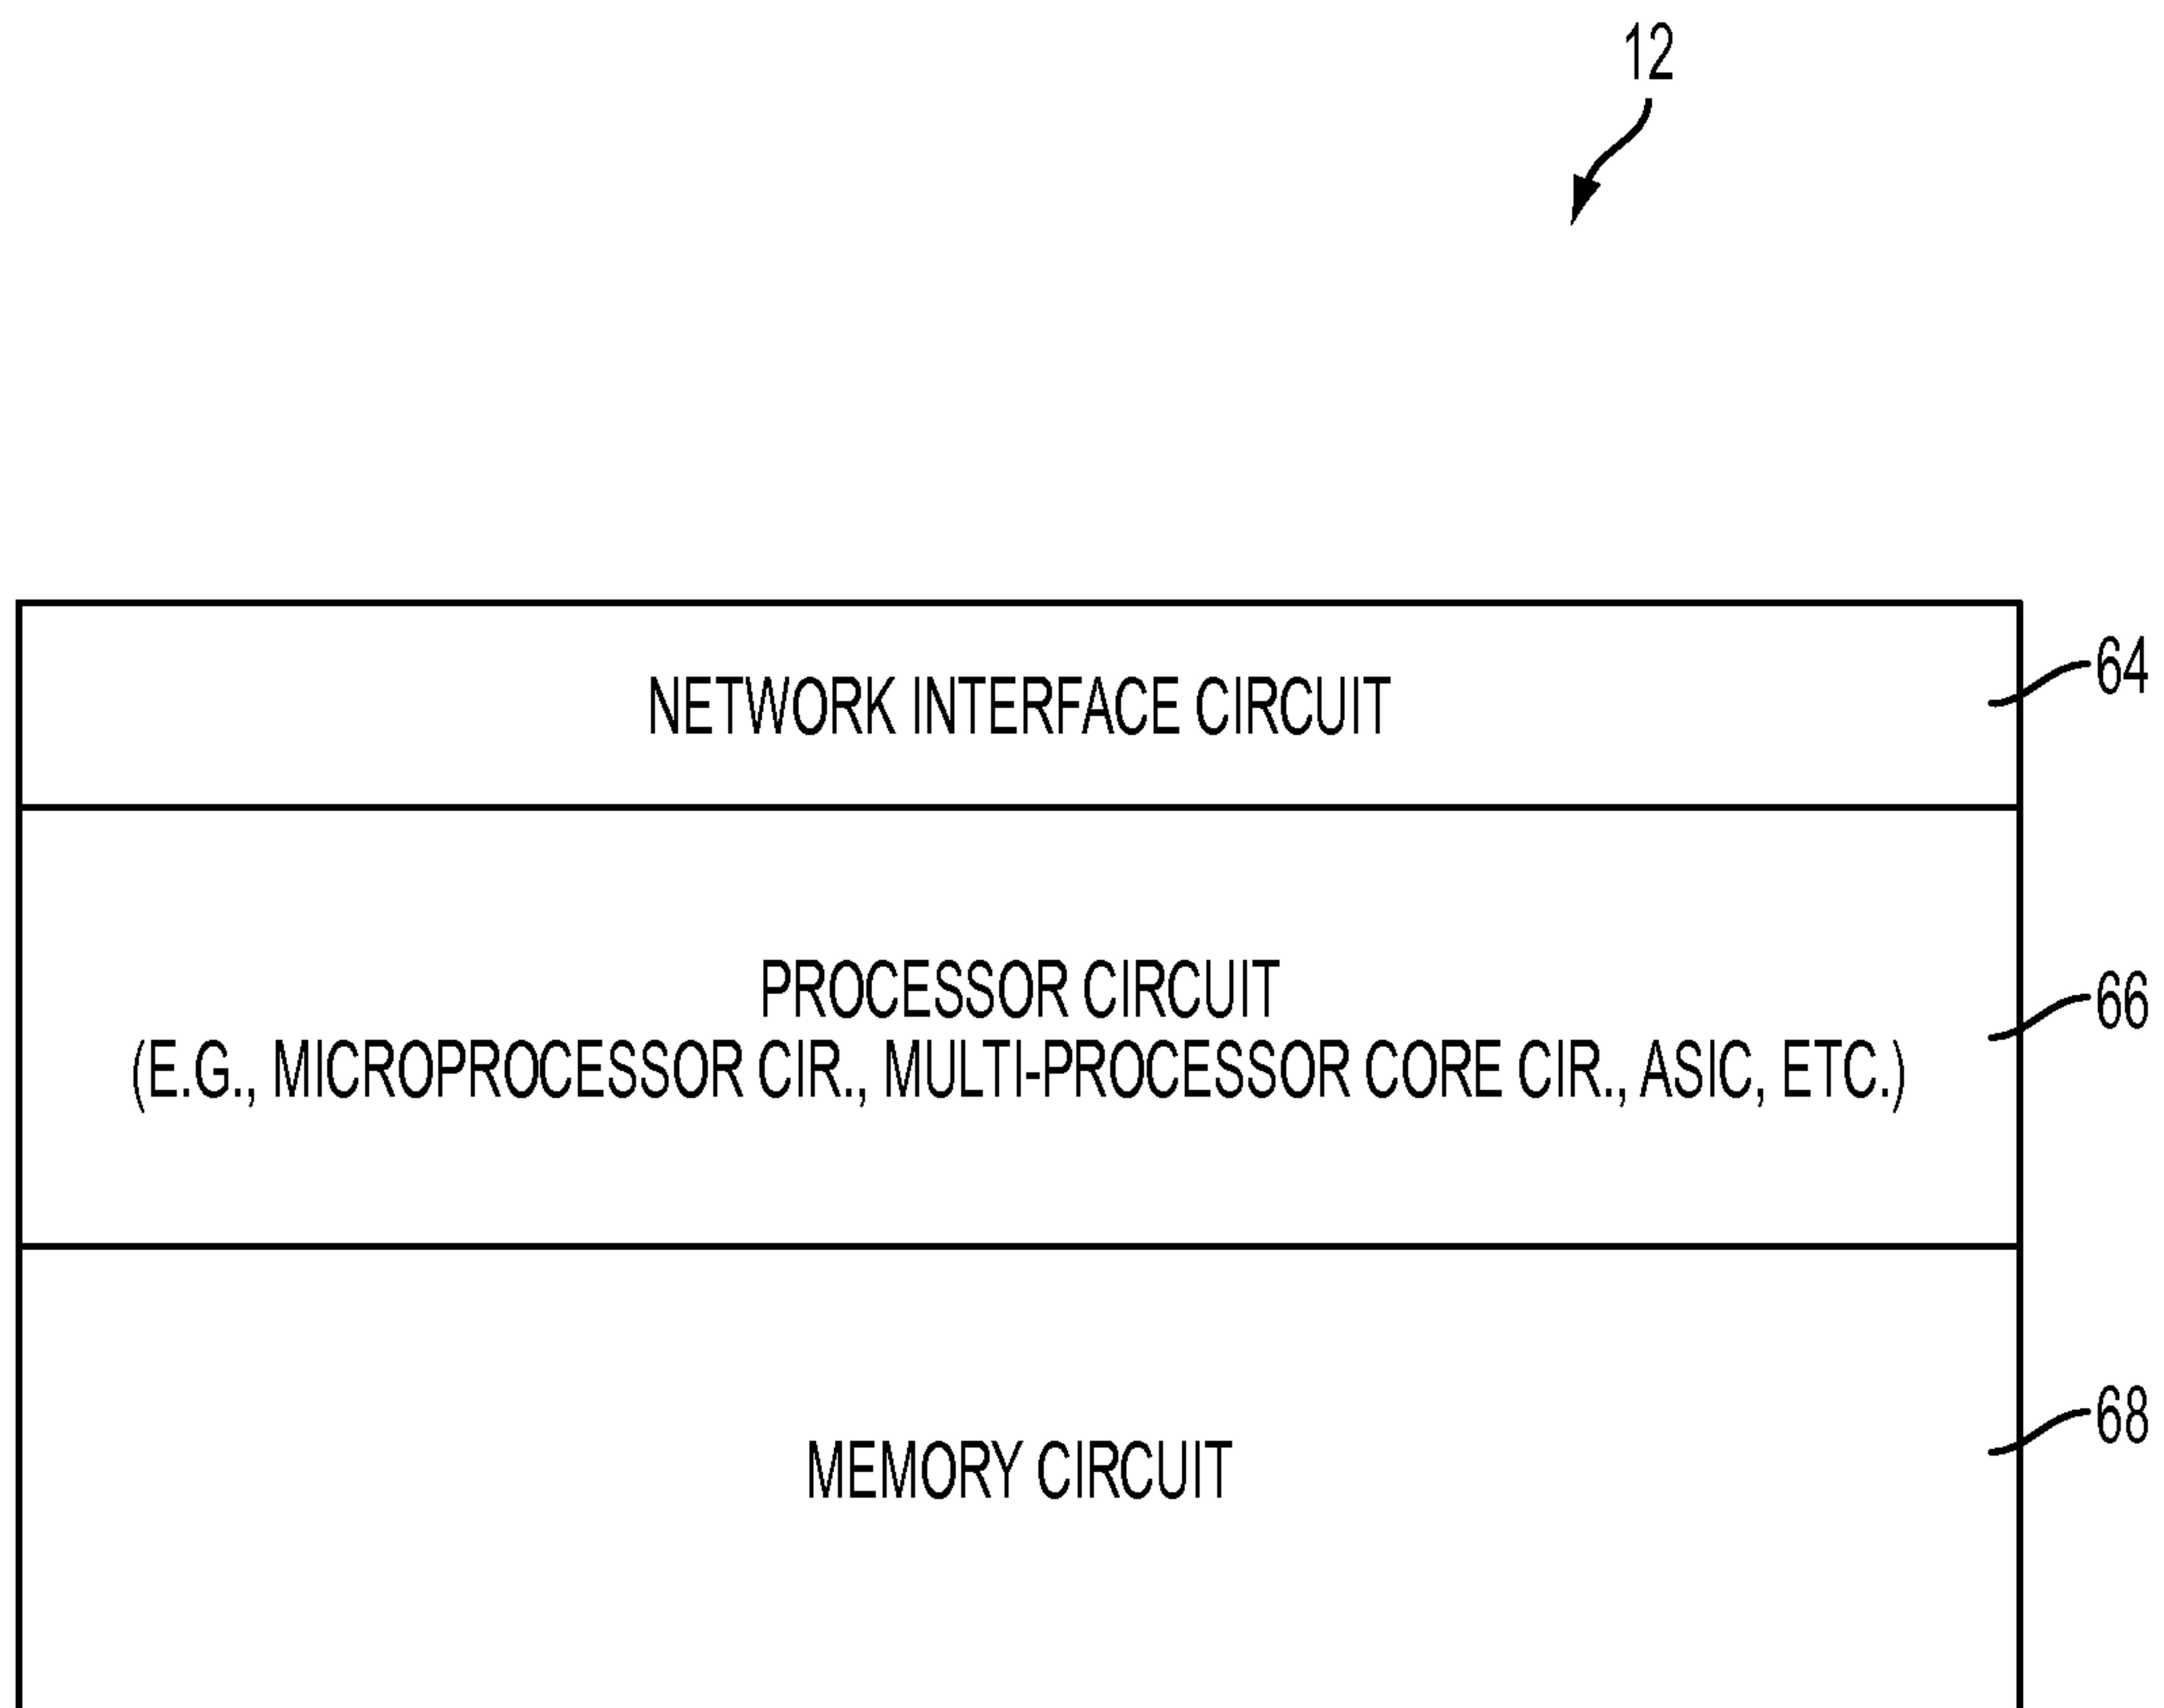 12
NETWORK INTERFACE CIRCUIT
64
PROCESSOR CIRCUIT
66
(E.G., MICROPROCESSOR CIR., MULTI-PROCESSOR CORE CIR., ASIC, ETC.)
MEMORY CIRCUIT
68